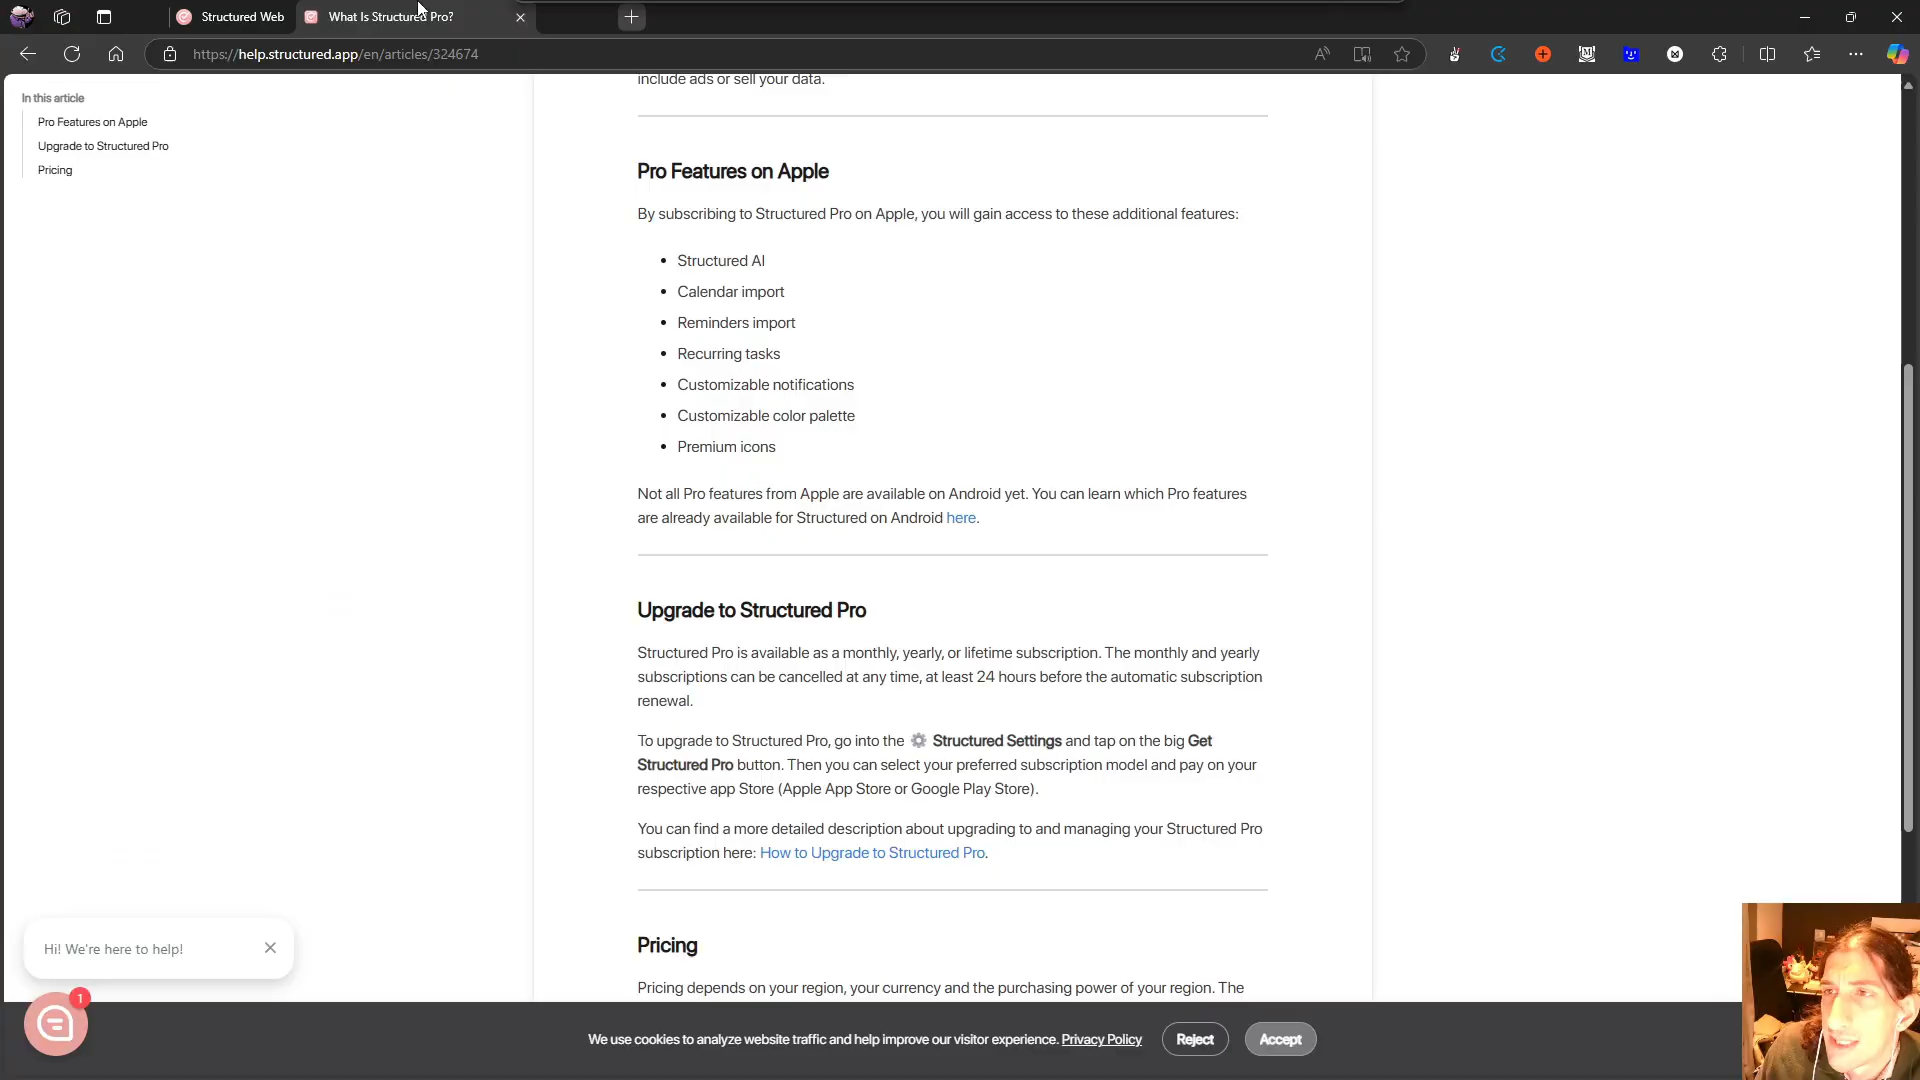 Structured Web
What Is Structured Pro?
https://help.structured.app/en/articles/324674
In this article
Pro Features on Apple
Upgrade to Structured Pro
Pricing
include ads or sell your data.
Pro Features on Apple
By subscribing to Structured Pro on Apple, you will gain access to these additional features:
• Structured AI
• Calendar import
• Reminders import
• Recurring tasks
• Customizable notifications
• Customizable color palette
• Premium icons
Not all Pro features from Apple are available on Android yet. You can learn which Pro features
are already available for Structured on Android here.
Upgrade to Structured Pro
Structured Pro is available as a monthly, yearly, or lifetime subscription. The monthly and yearly
subscriptions can be cancelled at any time, at least 24 hours before the automatic subscription
renewal.
To upgrade to Structured Pro, go into the Structured Settings and tap on the big Get
Structured Pro button. Then you can select your preferred subscription model and pay on your
respective app Store (Apple App Store or Google Play Store).
You can find a more detailed description about upgrading to and managing your Structured Pro
subscription here: How to Upgrade to Structured Pro.
Pricing
Pricing depends on your region, your currency and the purchasing power of your region. The
Hi! We're here to help!
1
We use cookies to analyze website traffic and help improve our visitor experience. Privacy Policy
Reject
Accept